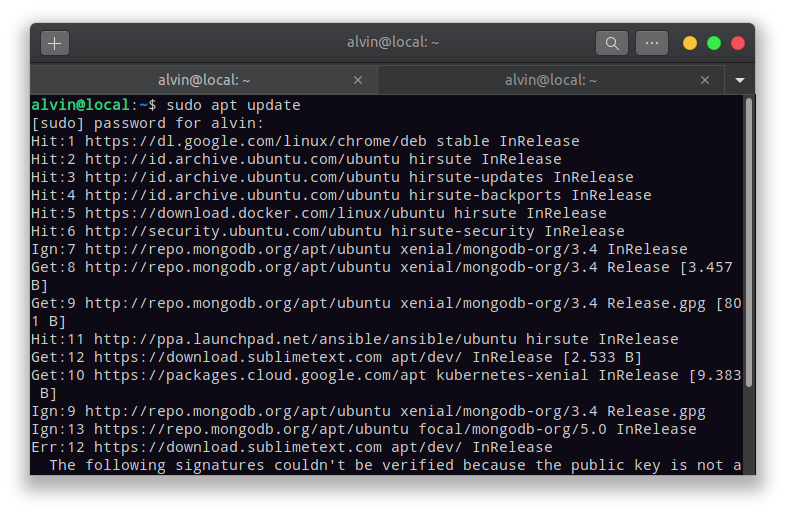 alvin@local: ~
alvin@local: ~ × alvin@local: ~ ×
alvin@local:~$ sudo apt update
[sudo] password for alvin:
Hit:1 https://dl.google.com/linux/chrome/deb stable InRelease
Hit:2 http://id.archive.ubuntu.com/ubuntu hirsute InRelease
Hit:3 http://id.archive.ubuntu.com/ubuntu hirsute-updates InRelease
Hit:4 http://id.archive.ubuntu.com/ubuntu hirsute-backports InRelease
Hit:5 https://download.docker.com/linux/ubuntu hirsute InRelease
Hit:6 http://security.ubuntu.com/ubuntu hirsute-security InRelease
Ign:7 http://repo.mongodb.org/apt/ubuntu xenial/mongodb-org/3.4 InRelease
Get:8 http://repo.mongodb.org/apt/ubuntu xenial/mongodb-org/3.4 Release [3.457
B]
Get:9 http://repo.mongodb.org/apt/ubuntu xenial/mongodb-org/3.4 Release.gpg [80
1 B]
Hit:11 http://ppa.launchpad.net/ansible/ansible/ubuntu hirsute InRelease
Get:12 https://download.sublimetext.com apt/dev/ InRelease [2.533 B]
Get:10 https://packages.cloud.google.com/apt kubernetes-xenial InRelease [9.383
 B]
Ign:9 http://repo.mongodb.org/apt/ubuntu xenial/mongodb-org/3.4 Release.gpg
Ign:13 https://repo.mongodb.org/apt/ubuntu focal/mongodb-org/5.0 InRelease
Err:12 https://download.sublimetext.com apt/dev/ InRelease
  The following signatures couldn't be verified because the public key is not a